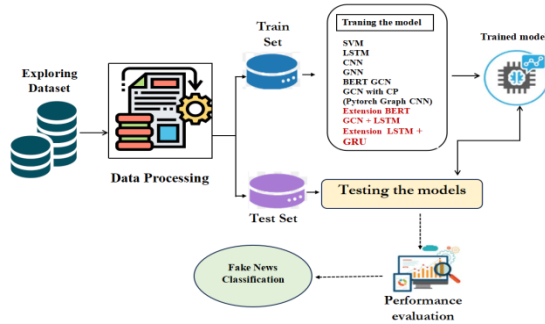 Exploring
Dataset
Data Processing
Train
Set
Test Set
Traning the model
SVM
LSTM
CNN
GNN
BERT GCN
GCN with CP
(Pytorch Graph CNN)
Extension BERT
GCN + LSTM
Extension LSTM +
GRU
Trained model
Testing the models
Fake News
Classification
Performance
evaluation